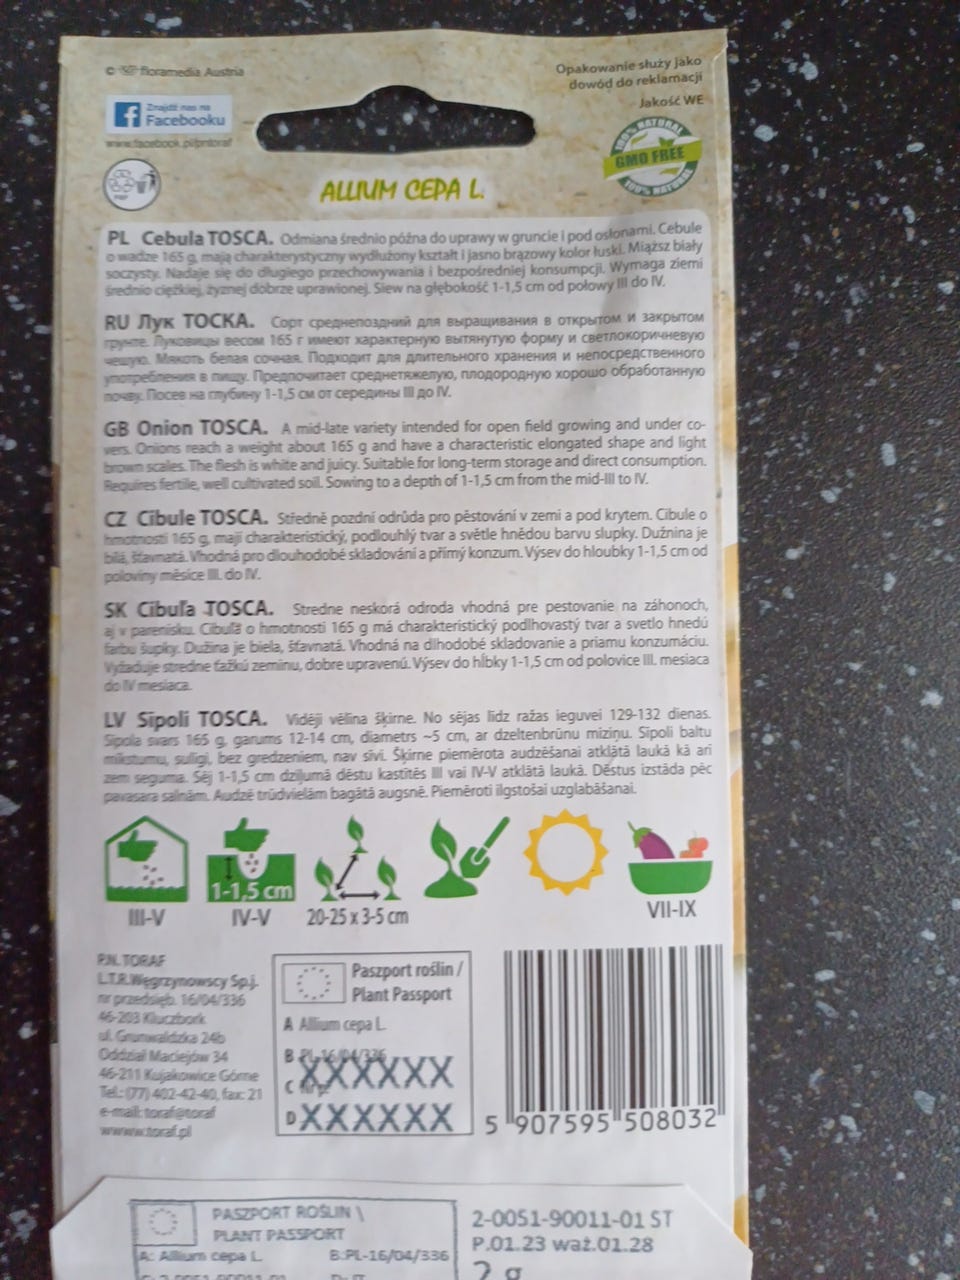 © floramedia Austria
Opakowanie służy jako
dowód do reklamacji
Jakość WE
Znajdź nas na
Facebooku
www.facebook.pl/pntoraf
100% NATURAL
GMO FREE
100% NATURAL
PAP
ALLIUM CEPA L.
PL Cebula TOSCA. Odmiana średnio późna do uprawy w gruncie i pod osłonami. Cebule
o wadze 165 g, mają charakterystyczny wydłużony kształt i jasno brązowy kolor łuski. Miąższ biały
soczysty. Nadaje się do długiego przechowywania i bezpośredniej konsumpcji. Wymaga ziemi
średnio ciężkiej, żyznej dobrze uprawionej. Siew na głębokość 1-1,5 cm od połowy III do IV.
RU Лук ТОСКА. Сорт среднепоздний для выращивания в открытом и закрытом
грунте. Луковицы весом 165 г имеют характерную вытянутую форму и светлокоричневую
чешую. Мякоть белая сочная. Подходит для длительного хранения и непосредственного
употребления в пищу. Предпочитает среднетяжелую, плодородную хорошо обработанную
почву. Посев на глубину 1-1,5 см от середины III до IV.
GB Onion TOSCA. A mid-late variety intended for open field growing and under co-
vers. Onions reach a weight about 165 g and have a characteristic elongated shape and light
brown scales. The flesh is white and juicy. Suitable for long-term storage and direct consumption.
Requires fertile, well cultivated soil. Sowing to a depth of 1-1,5 cm from the mid-III to IV.
CZ Cibule TOSCA. Středně pozdní odrůda pro pěstování v zemi a pod krytem. Cibule o
hmotnosti 165 g, mají charakteristický, podlouhlý tvar a světle hnědou barvu slupky. Dužnina je
bílá, šťavnatá. Vhodná pro dlouhodobé skladování a přímý konzum. Výsev do hloubky 1-1,5 cm od
poloviny měsíce III. do IV.
SK Cibuľa TOSCA. Stredne neskorá odroda vhodná pre pestovanie na záhonoch,
aj v parenisku. Cibuľa o hmotnosti 165 g má charakteristický podlhovastý tvar a svetlo hnedú
farbu šupky. Dužina je biela, šťavnatá. Vhodná na dlhodobé skladovanie a priamu konzumáciu.
Vyžaduje stredne ťažkú zeminu, dobre upravenú. Výsev do hĺbky 1-1,5 cm od polovice III. mesiaca
do IV mesiaca.
LV Sīpoli TOSCA. Vidēji vēlīna šķirne. No sējas līdz ražas ieguvei 129-132 dienas.
Sīpola svars 165 g, garums 12-14 cm, diametrs ~5 cm, ar dzeltenbrūnu miziņu. Sīpoli baltu
mīkstumu, sulīgi, bez gredzeniem, nav sīvi. Šķirne piemērota audzēšanai atklātā laukā kā arī
zem seguma. Sēj 1-1,5 cm dziļumā dēstu kastītēs III vai IV-V atklātā laukā. Dēstus izstāda pēc
pavasara salnām. Audzē trūdvielām bagātā augsnē. Piemēroti ilgstošai uzglabāšanai.
1-1,5 cm
III-V IV-V 20-25 x 3-5 cm VII-IX
P.N. TORAF
L.T.R.Węgrzynowscy Sp.j.
nr przedsięb. 16/04/336
46-203 Kluczbork
ul. Grunwaldzka 24b
Oddział Maciejów 34
46-211 Kujakowice Górne
Tel.: (77) 402-42-40, fax: 21
e-mail: toraf@toraf
www.toraf.pl
Paszport roślin /
Plant Passport
A Allium cepa L.
B PL-16/04/336
XXXXXX
C
D XXXXXX
5 907595 508032
PASZPORT ROŚLIN \
PLANT PASSPORT
A: Allium cepa L. B:PL-16/04/336
2-0051-90011-01 ST
P.01.23 waż.01.28
2 g